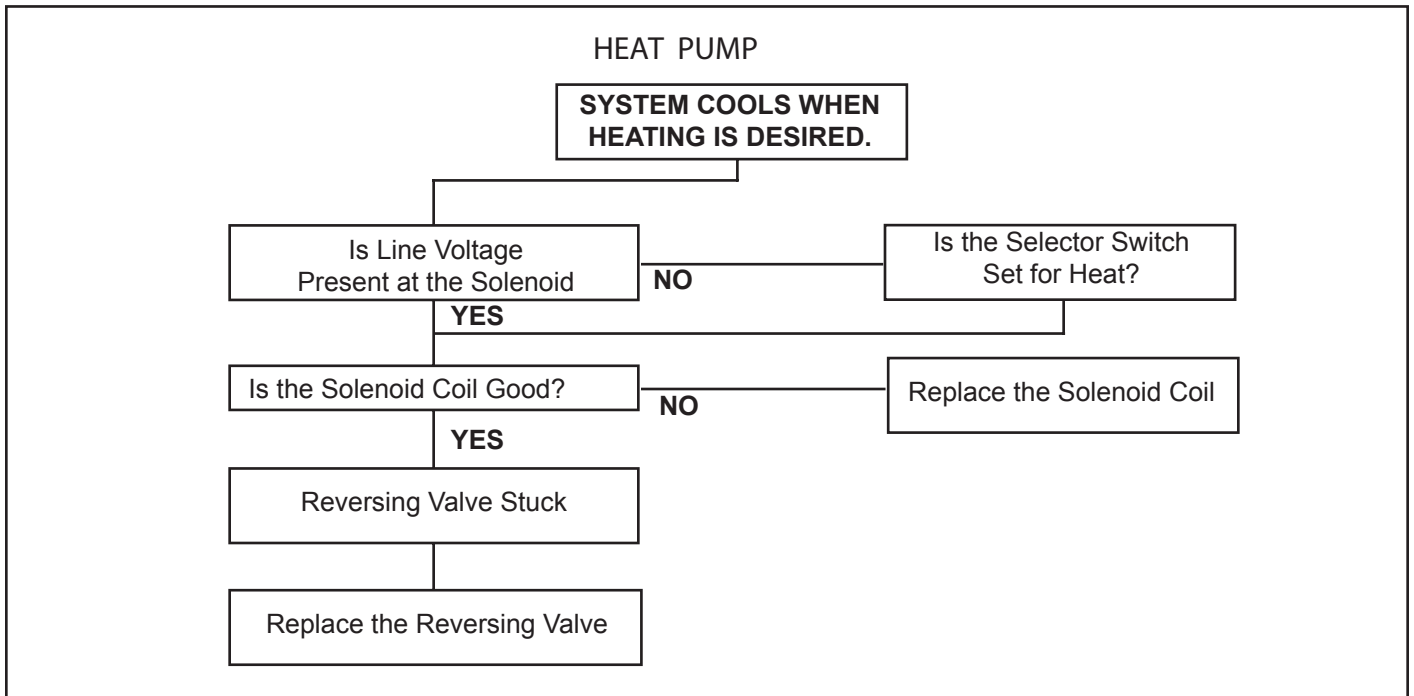 HEAT PUMP
SYSTEM COOLS WHEN
HEATING IS DESIRED.
Is Line Voltage
Present at the Solenoid
NO
Is the Selector Switch
Set for Heat?
YES
Is the Solenoid Coil Good?
NO
Replace the Solenoid Coil
YES
Reversing Valve Stuck
Replace the Reversing Valve